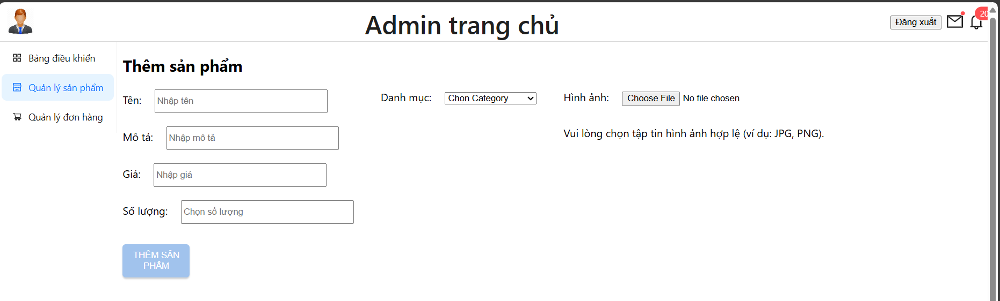 Admin trang chủ
Đăng xuất
20
Bảng điều khiển
Quản lý sản phẩm
Quản lý đơn hàng
Thêm sản phẩm
Tên:
Nhập tên
Danh mục:
Chọn Category
Hình ảnh:
Choose File No file chosen
Mô tả:
Nhập mô tả
Vui lòng chọn tập tin hình ảnh hợp lệ (ví dụ: JPG, PNG).
Giá:
Nhập giá
Số lượng:
Chọn số lượng
THÊM SẢN
PHẨM